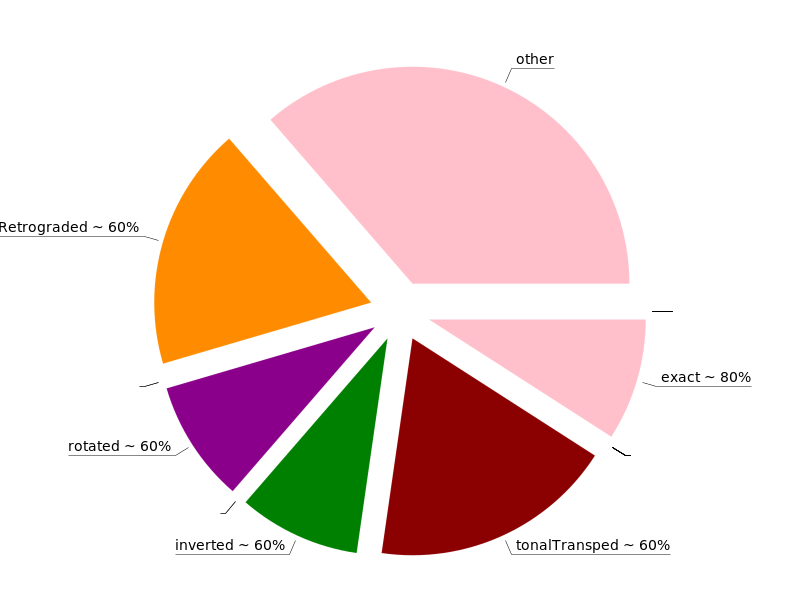 other
Retrograded ~ 60%
exact ~ 80%
rotated ~ 60%
inverted ~ 60%
tonalTransped ~ 60%